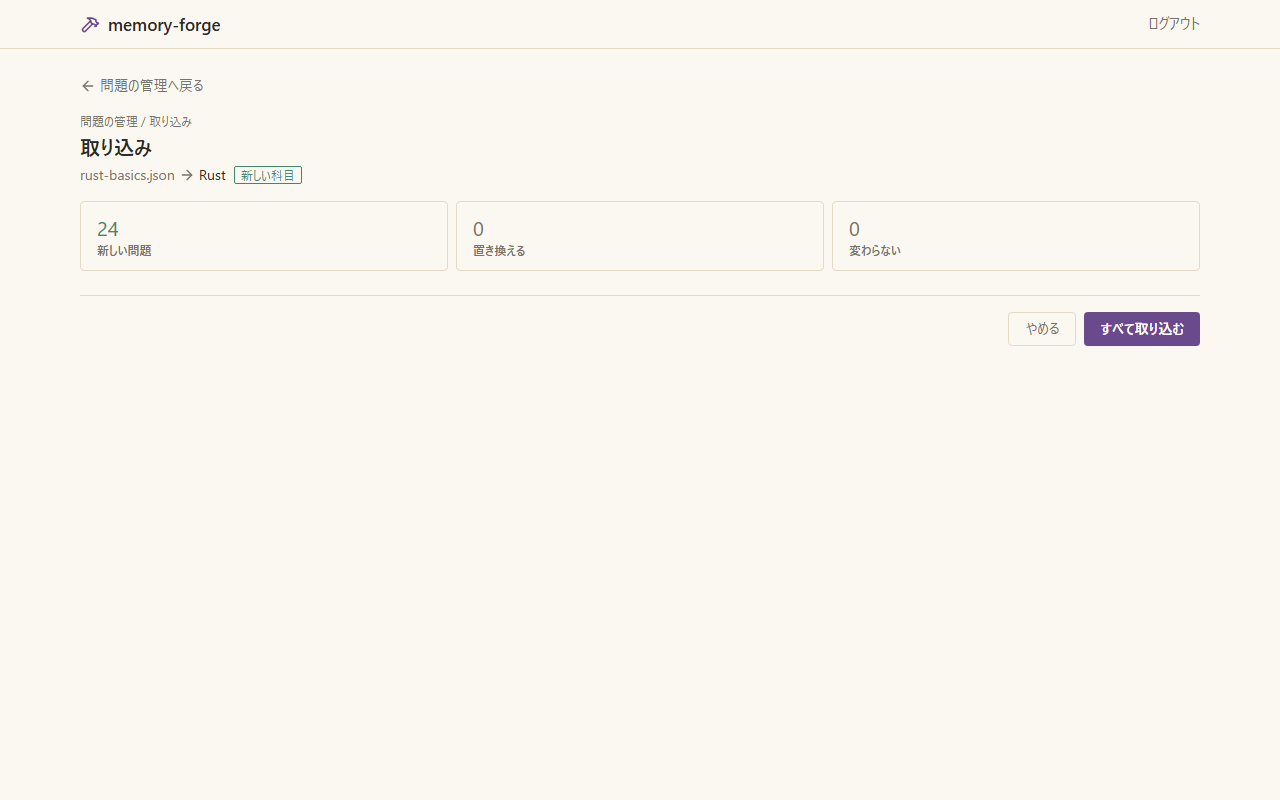 memory-forge
ログアウト
← 問題の管理へ戻る
問題の管理 / 取り込み
取り込み
rust-basics.json → Rust 新しい科目
24
新しい問題
0
置き換える
0
変わらない
やめる
すべて取り込む